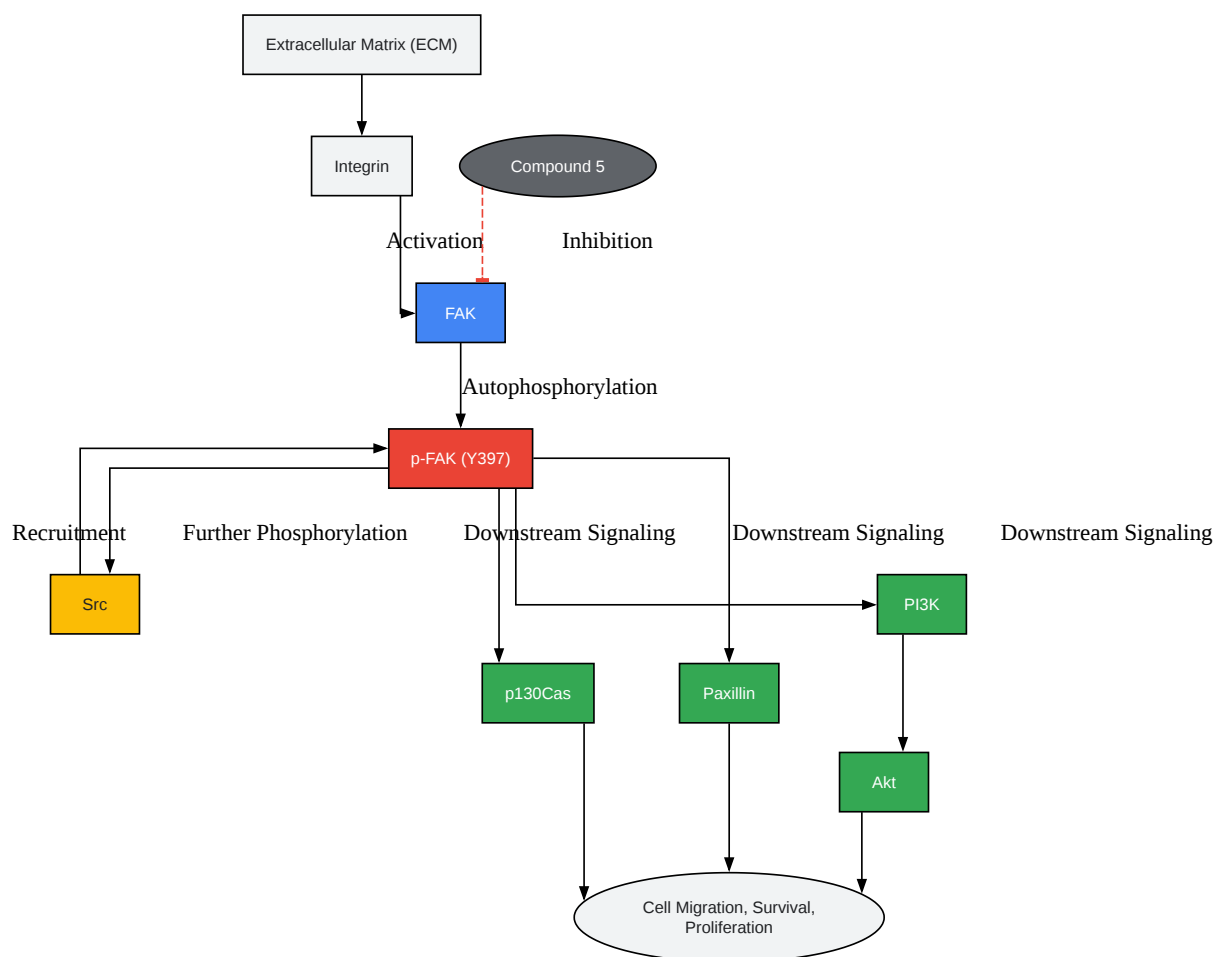 Extracellular Matrix (ECM)
Integrin
Compound 5
Activation
Inhibition
FAK
Autophosphorylation
p-FAK (Y397)
Recruitment
Further Phosphorylation
Downstream Signaling
Downstream Signaling
Downstream Signaling
Src
PI3K
p130Cas
Paxillin
Akt
Cell Migration, Survival,
Proliferation